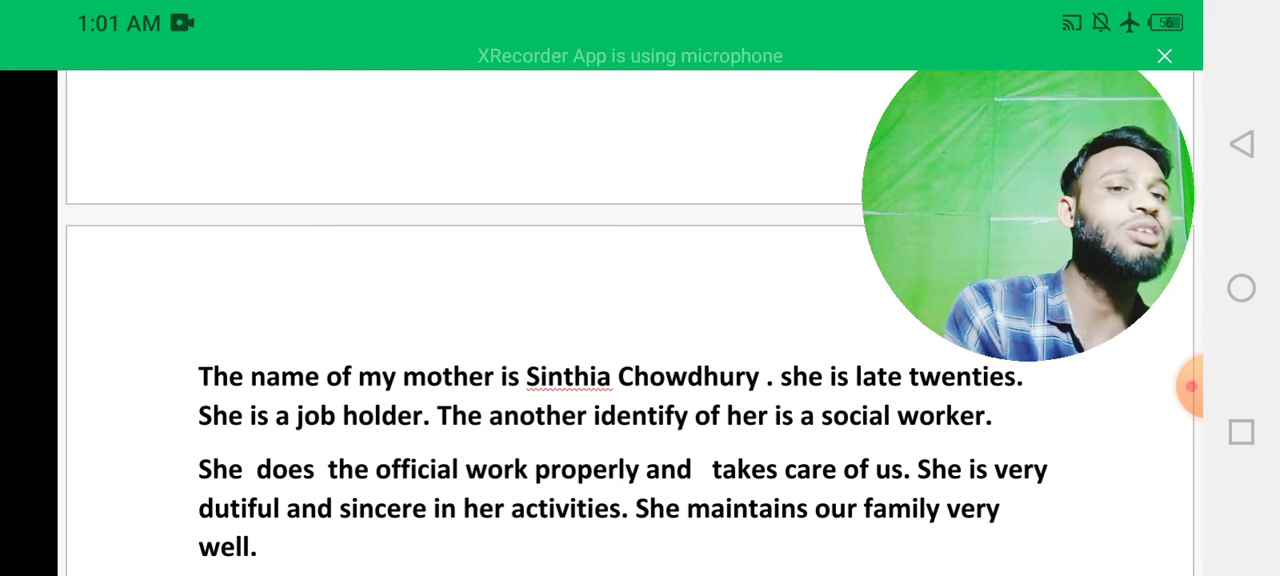 1:01 AM
56
XRecorder App is using microphone
The name of my mother is Sinthia Chowdhury . she is late twenties.
She is a job holder. The another identify of her is a social worker.
She does the official work properly and takes care of us. She is very
dutiful and sincere in her activities. She maintains our family very
well.